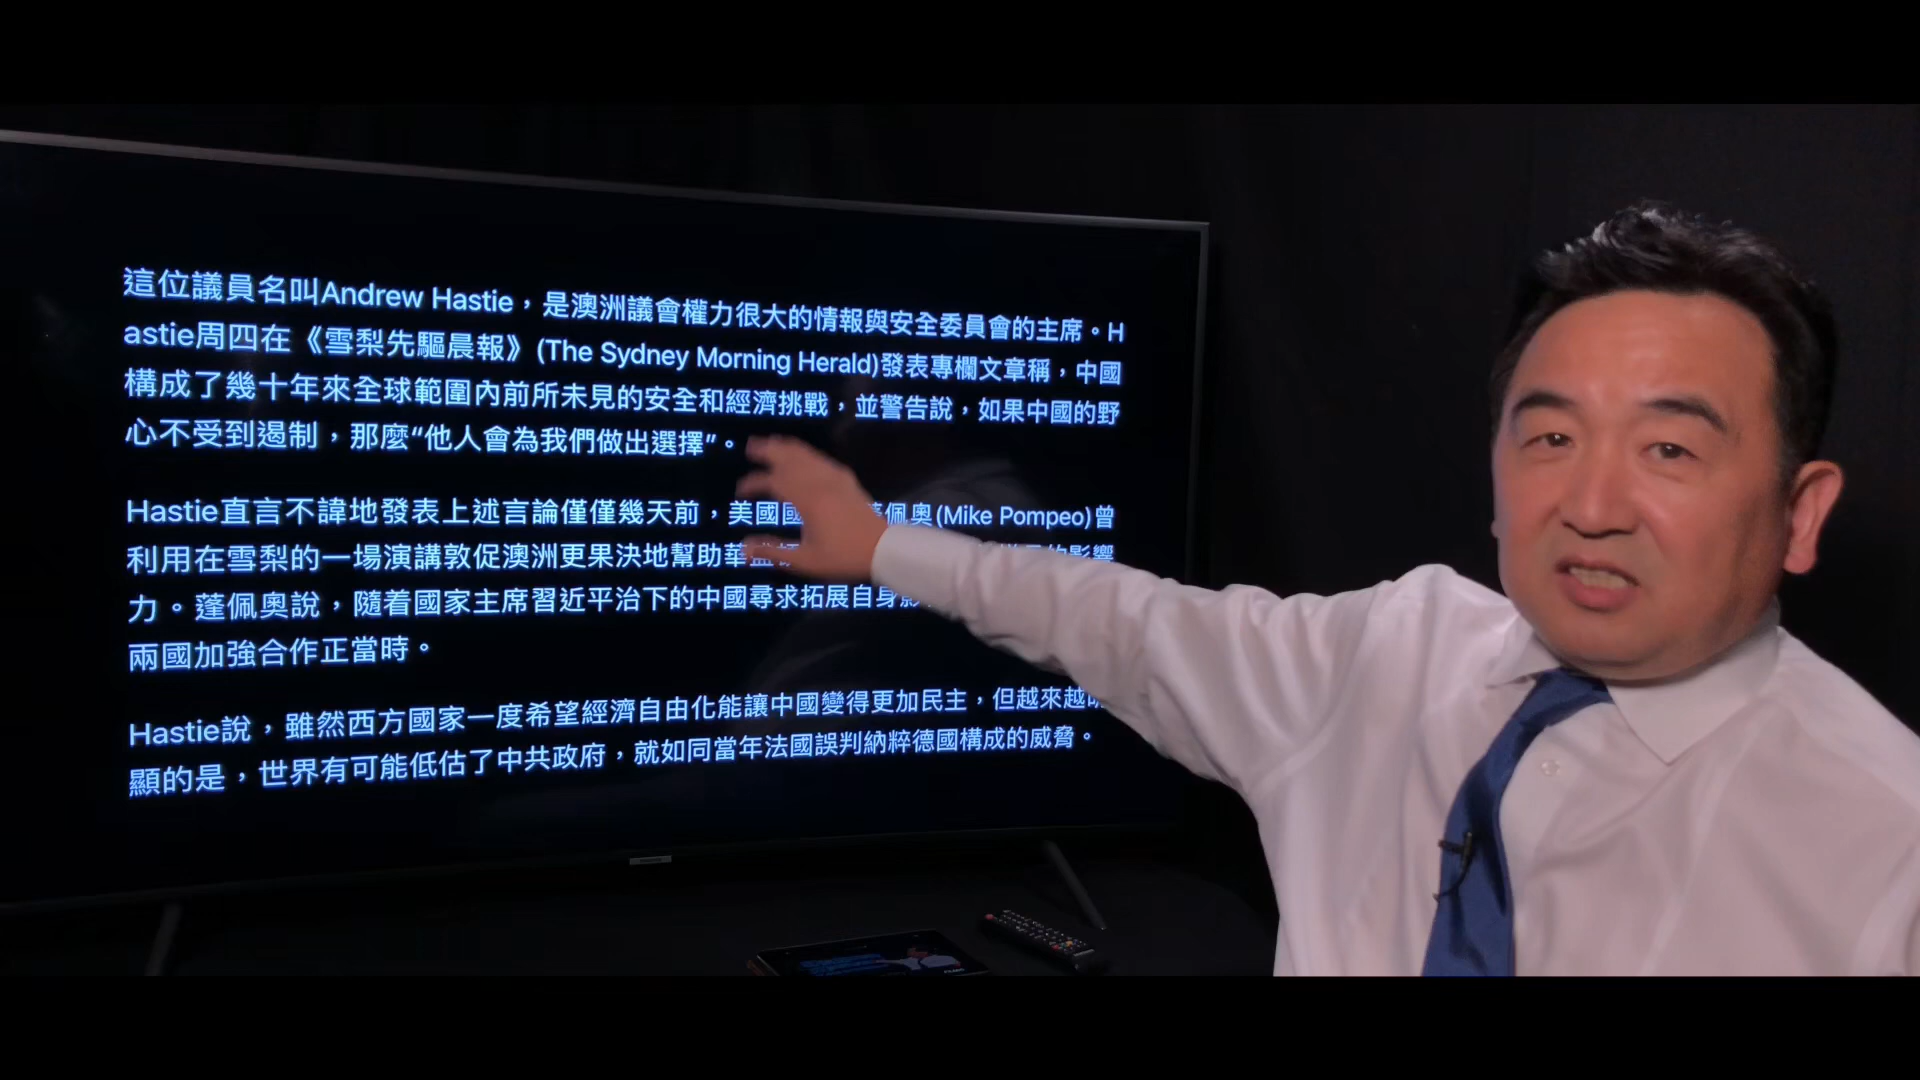 這位議員名叫Andrew Hastie，是澳洲議會權力很大的情報與安全委員會的主席。H
astie周四在《雪梨先驅晨報》(The Sydney Morning Herald)發表專欄文章稱，中國
構成了幾十年來全球範圍內前所未見的安全和經濟挑戰，並警告說，如果中國的野
心不受到遏制，那麼“他人會為我們做出選擇”。
Hastie直言不諱地發表上述言論僅僅幾天前，美國國 佩奧(Mike Pompeo)曾
利用在雪梨的一場演講敦促澳洲更果決地幫助華盛頓 的影響
力。蓬佩奧說，隨着國家主席習近平治下的中國尋求拓展自身影
兩國加強合作正當時。
Hastie說，雖然西方國家一度希望經濟自由化能讓中國變得更加民主，但越來越明
顯的是，世界有可能低估了中共政府，就如同當年法國誤判納粹德國構成的威脅。